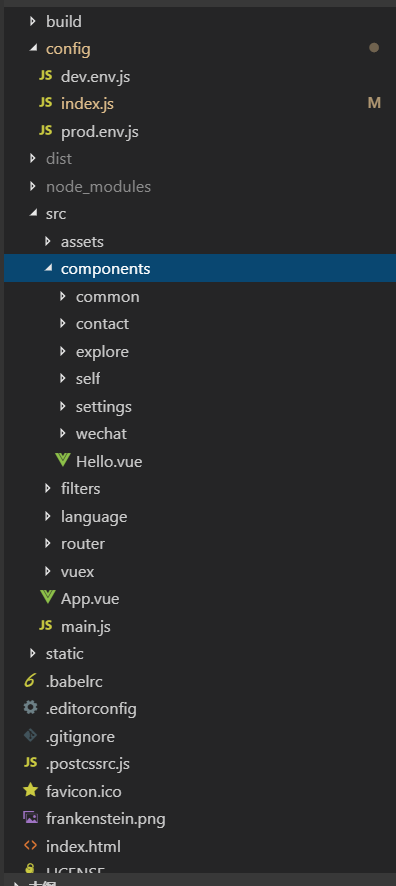 build
config
JS dev.env.js
JS index.js M
JS prod.env.js
dist
node_modules
src
assets
components
common
contact
explore
self
settings
wechat
Hello.vue
filters
language
router
vuex
App.vue
JS main.js
static
.babelrc
.editorconfig
.gitignore
JS .postcssrc.js
favicon.ico
frankenstein.png
index.html
LICENSE